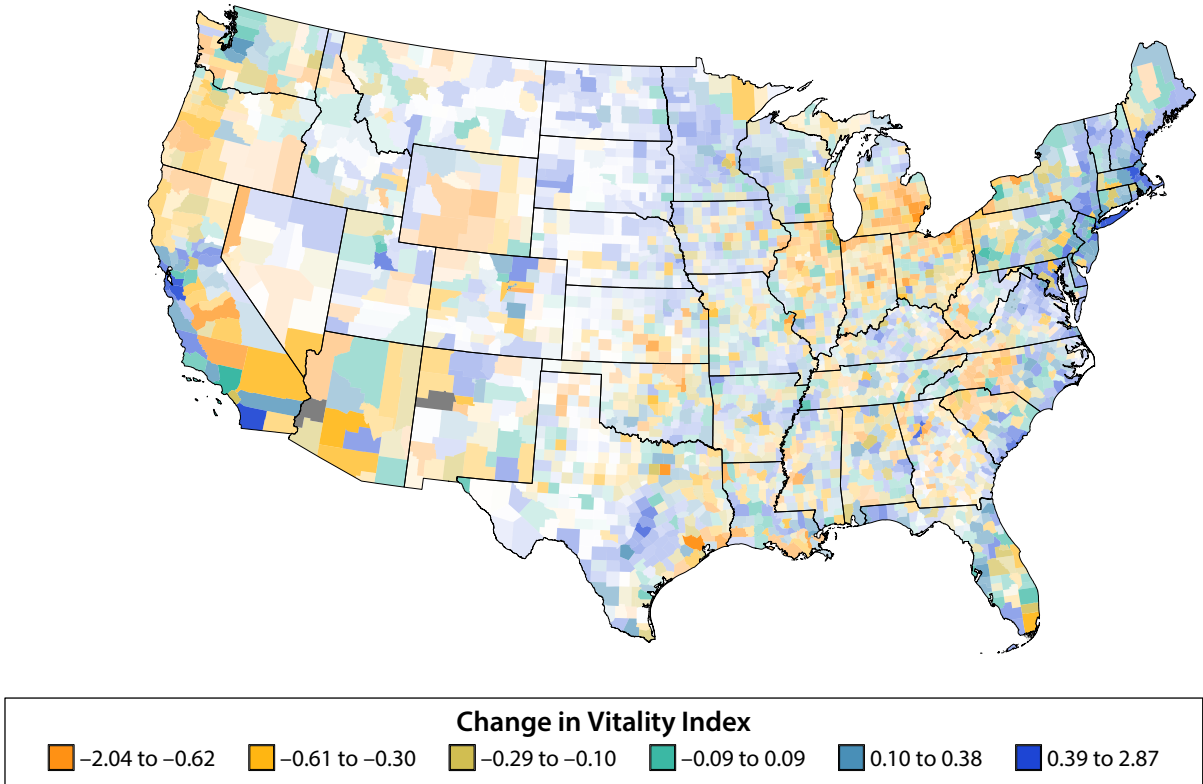 Change in Vitality Index
–2.04 to –0.62 –0.61 to –0.30 –0.29 to –0.10 –0.09 to 0.09 0.10 to 0.38 0.39 to 2.87